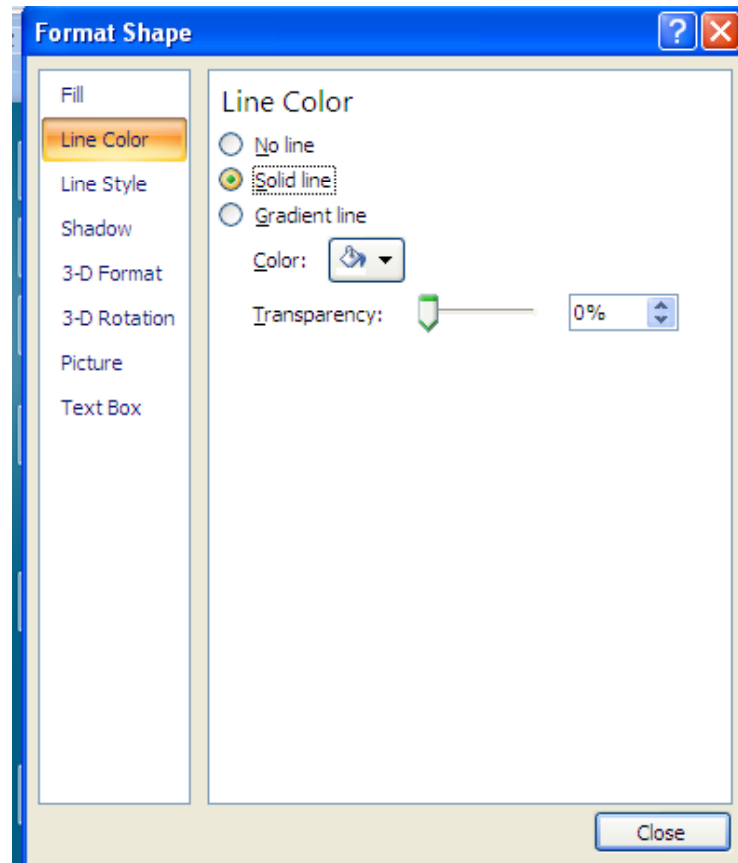 Format Shape
Fill
Line Color
Line Style
Shadow
3-D Format
3-D Rotation
Picture
Text Box
Line Color
No line
Solid line
Gradient line
Color:
Transparency: 0%
Close